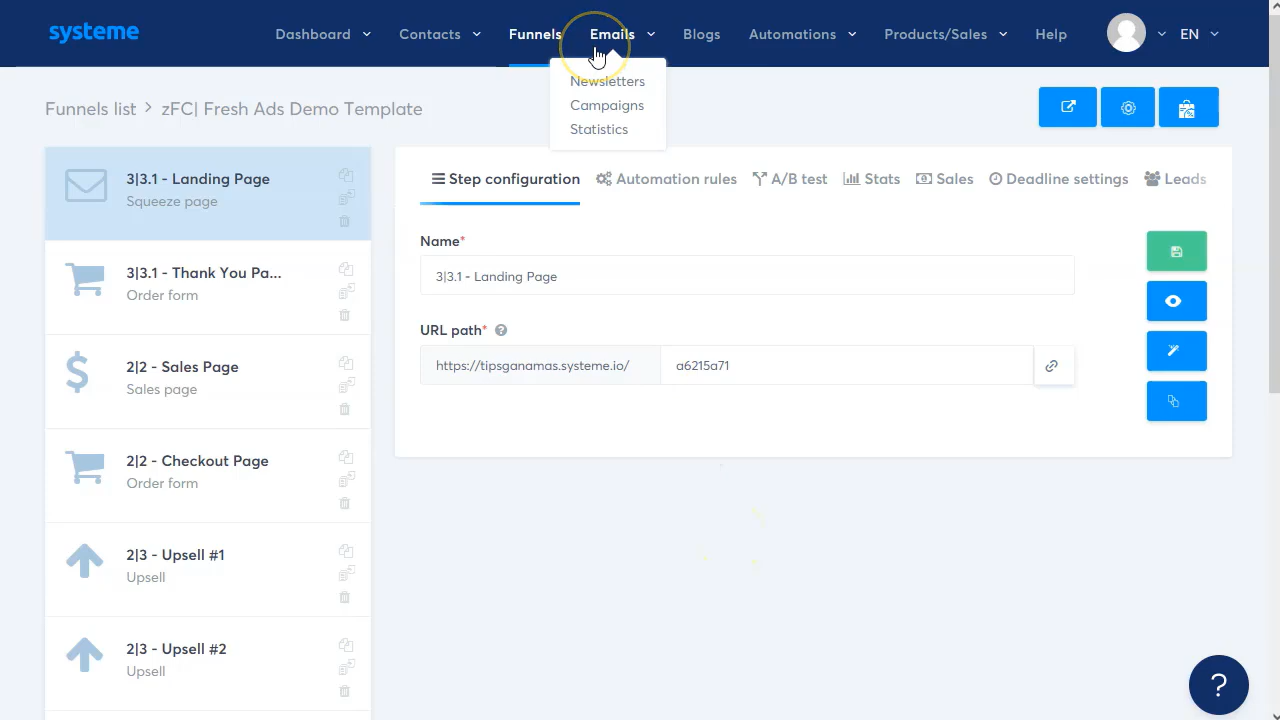 systeme
Dashboard Contacts Funnels Emails Blogs Automations Products/Sales Help EN
Newsletters
Campaigns
Statistics
Funnels list zFC| Fresh Ads Demo Template
3|3.1 - Landing Page
Squeeze page
3|3.1 - Thank You Pa...
Order form
2|2 - Sales Page
Sales page
2|2 - Checkout Page
Order form
2|3 - Upsell #1
Upsell
2|3 - Upsell #2
Upsell
Step configuration Automation rules A/B test Stats Sales Deadline settings Leads
Name*
3|3.1 - Landing Page
URL path* ?
https://tipsganamas.systeme.io/ a6215a71
?